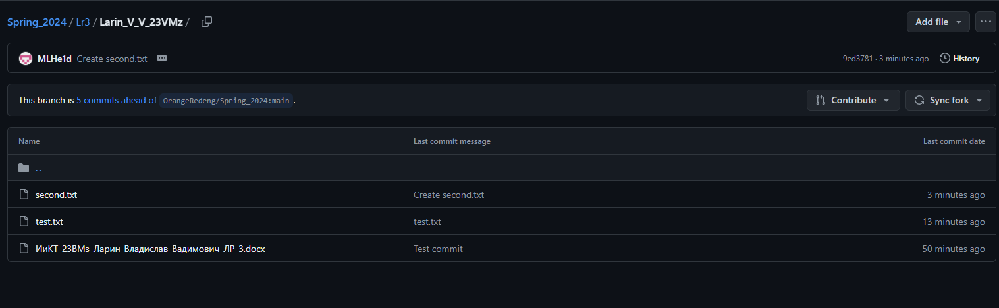 Spring_2024 / Lr3 / Larin_V_V_23VMz /
Add file
MLHe1d Create second.txt
9ed3781 · 3 minutes ago
History
This branch is 5 commits ahead of OrangeRedeng/Spring_2024:main .
Contribute
Sync fork
Name Last commit message Last commit date
..
second.txt Create second.txt 3 minutes ago
test.txt test.txt 13 minutes ago
ИиКТ_23ВМз_Ларин_Владислав_Вадимович_ЛР_3.docx Test commit 50 minutes ago